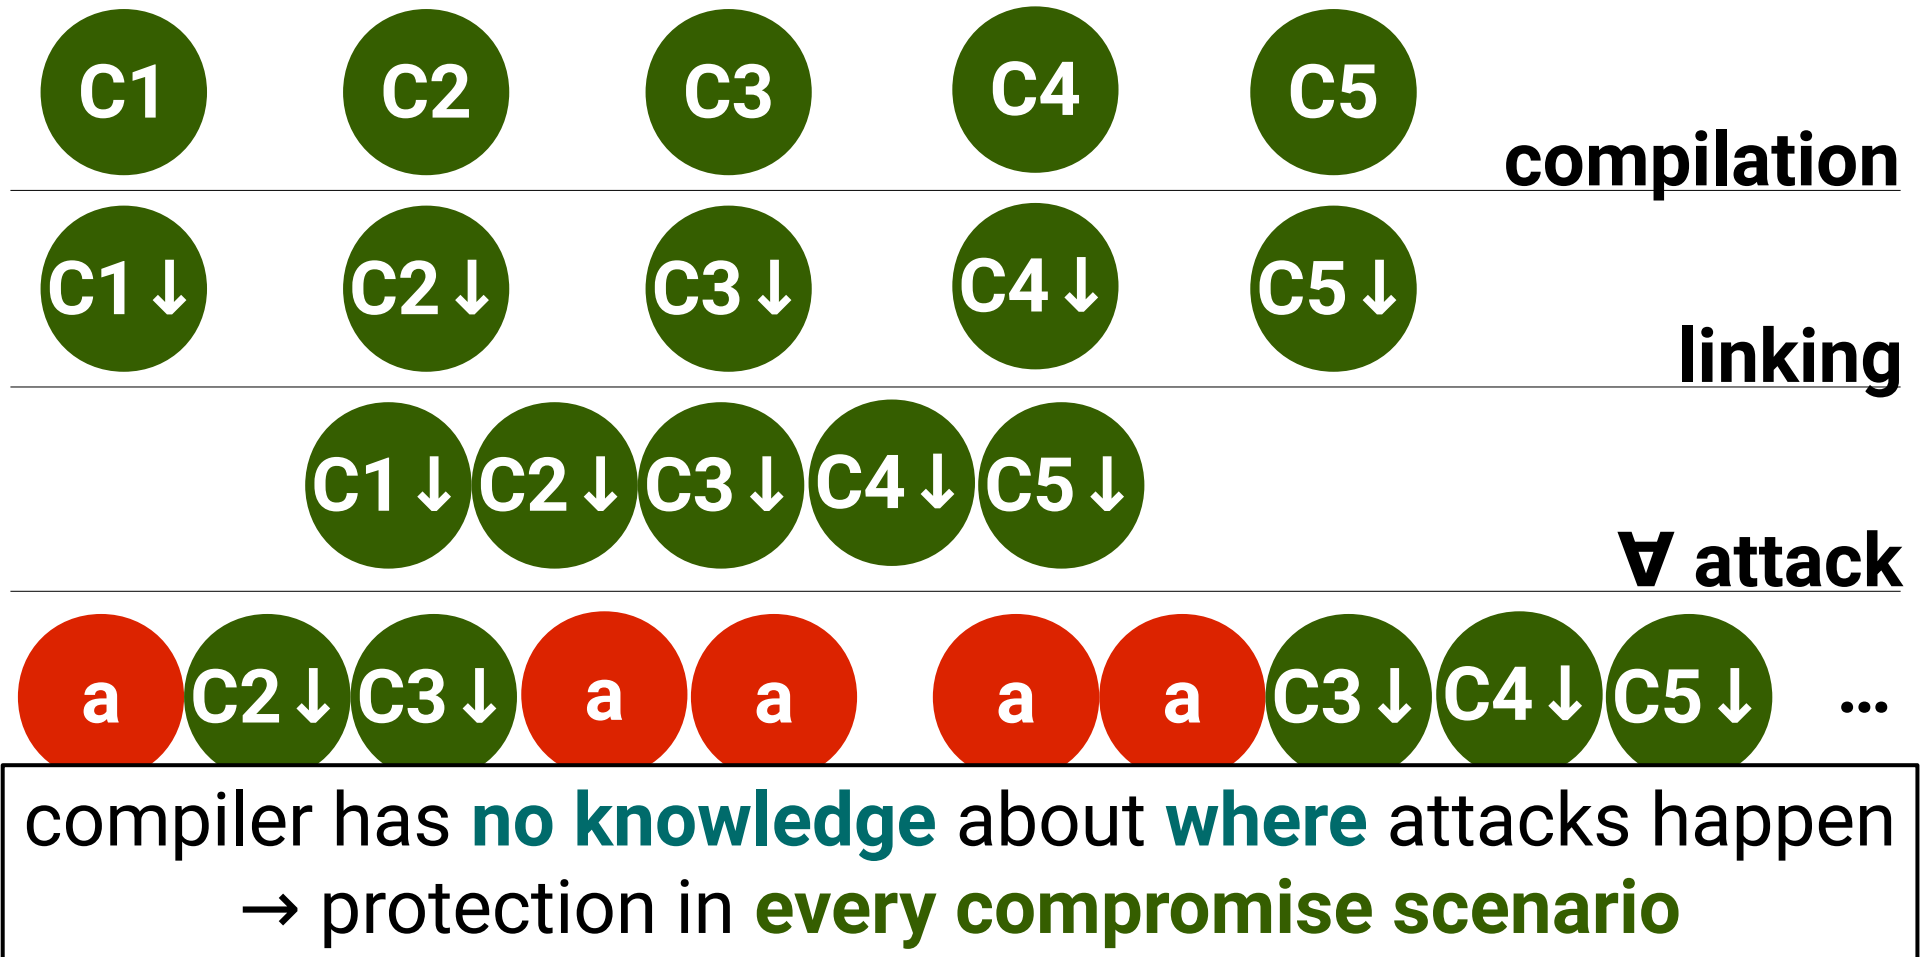 C1 C2 C3 C4 C5
compilation
C1↓ C2↓ C3↓ C4↓ C5↓
linking
C1↓ C2↓ C3↓ C4↓ C5↓
∀ attack
a C2↓ C3↓ a a a a C3↓ C4↓ C5↓ ...
compiler has no knowledge about where attacks happen
→ protection in every compromise scenario